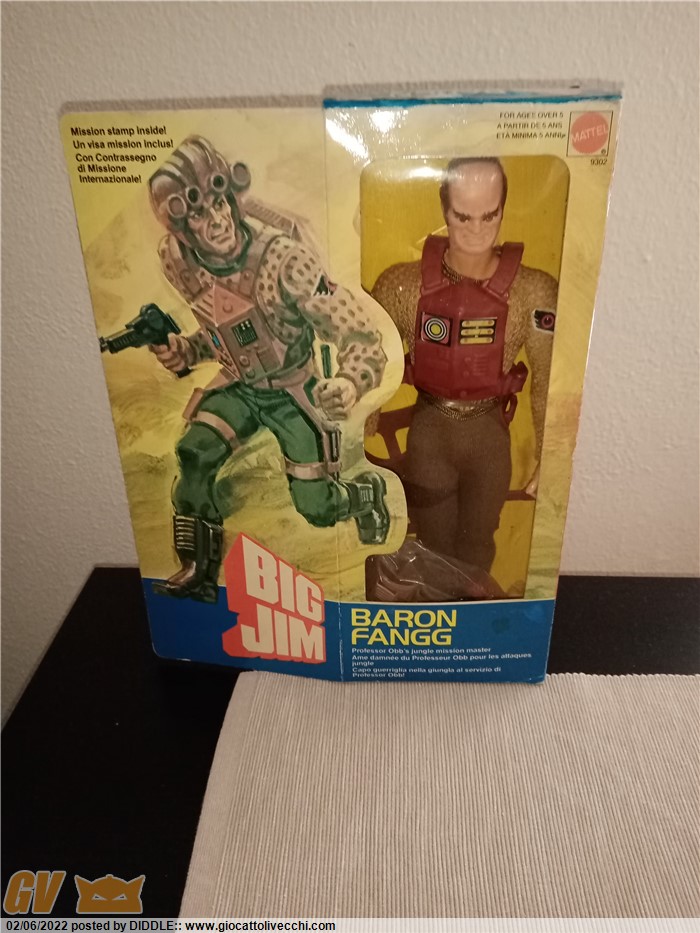 Mission stamp inside!
Un visa mission inclus!
Con Contrassegno
di Missione
Internazionale!
FOR AGES OVER 5
A PARTIR DE 5 ANS
ETÀ MINIMA 5 ANNI
MATTEL
®
9302
BIG
JIM
BARON
FANGG
Professor Obb's jungle mission master
Ame damnée du Professeur Obb pour les attaques
jungle
Capo guerriglia nella giungla al servizio di
Professor Obb!
GV
02/06/2022 posted by DIDDLE:: www.giocattolivecchi.com